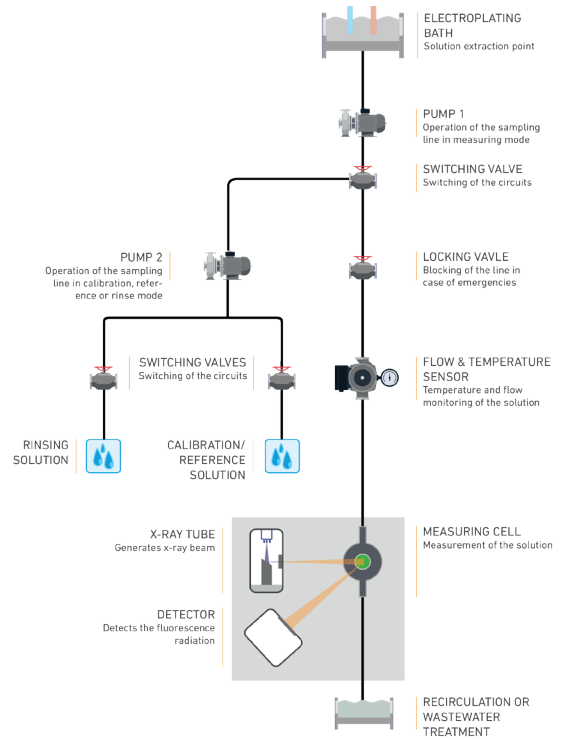 ELECTROPLATING
BATH
Solution extraction point
PUMP 1
Operation of the sampling
line in measuring mode
SWITCHING VALVE
Switching of the circuits
PUMP 2
Operation of the sampling
line in calibration, refer-
ence or rinse mode
LOCKING VAVLE
Blocking of the line in
case of emergencies
SWITCHING VALVES
Switching of the circuits
FLOW & TEMPERATURE
SENSOR
Temperature and flow
monitoring of the solution
RINSING
SOLUTION
CALIBRATION/
REFERENCE
SOLUTION
X-RAY TUBE
Generates x-ray beam
MEASURING CELL
Measurement of the solution
DETECTOR
Detects the fluorescence
radiation
RECIRCULATION OR
WASTEWATER
TREATMENT